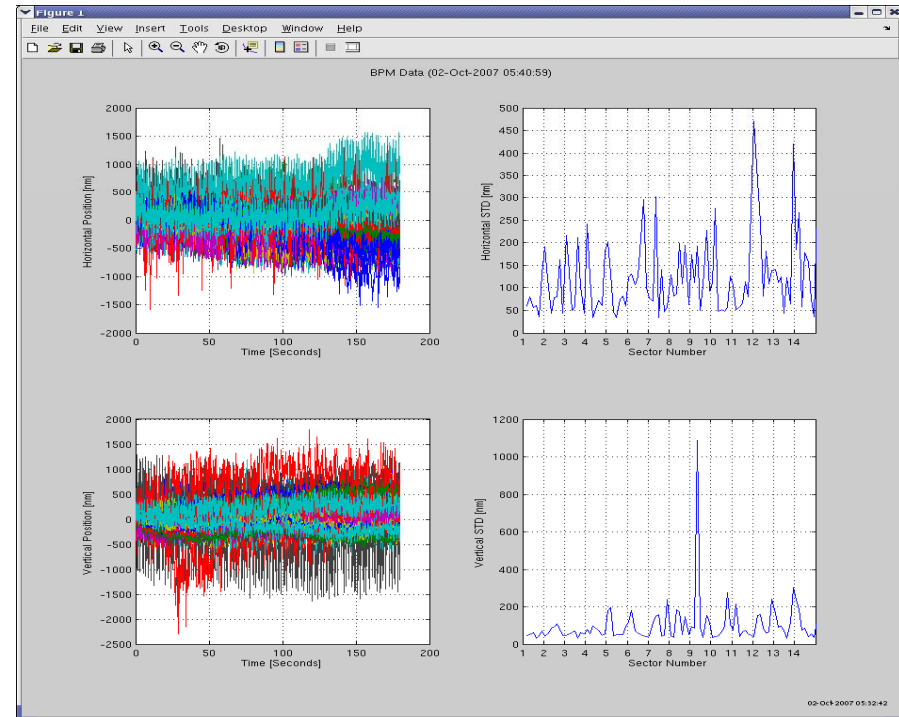 Figure 1
File Edit View Insert Tools Desktop Window Help
BPM Data (02-Oct-2007 05:40:59)
2000
1500
1000
500
0
-500
-1000
-1500
-2000
Horizontal Position [nm]
0 50 100 150 200
Time [Seconds]
500
450
400
350
300
250
200
150
100
50
0
Horizontal STD [nm]
1 2 3 4 5 6 7 8 9 10 11 12 13 14
Sector Number
2000
1500
1000
500
0
-500
-1000
-1500
-2000
-2500
Vertical Position [nm]
0 50 100 150 200
Time [Seconds]
1200
1000
800
600
400
200
0
Vertical STD [nm]
1 2 3 4 5 6 7 8 9 10 11 12 13 14
Sector Number
02-Oct-2007 05:32:42